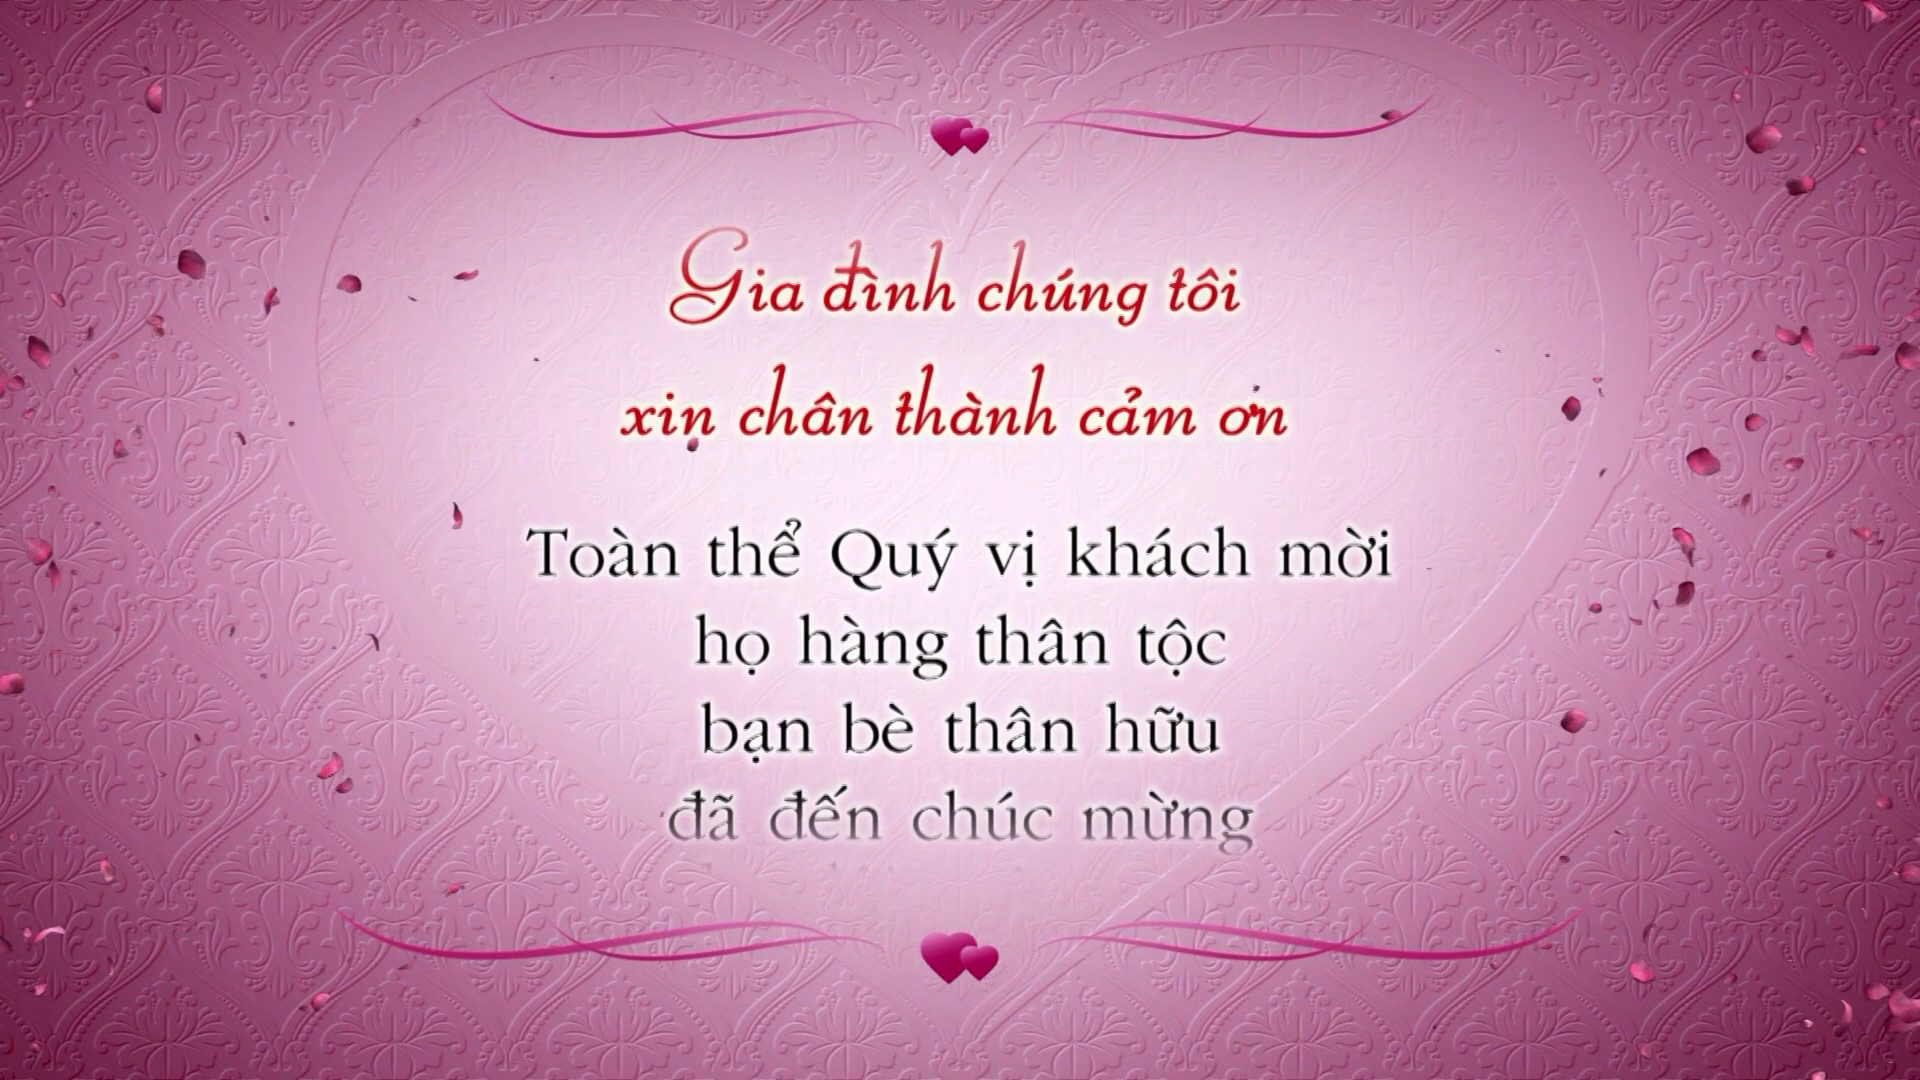 Gia đình chúng tôi
xin chân thành cảm ơn
Toàn thể Quý vị khách mời
họ hàng thân tộc
bạn bè thân hữu
đã đến chúc mừng